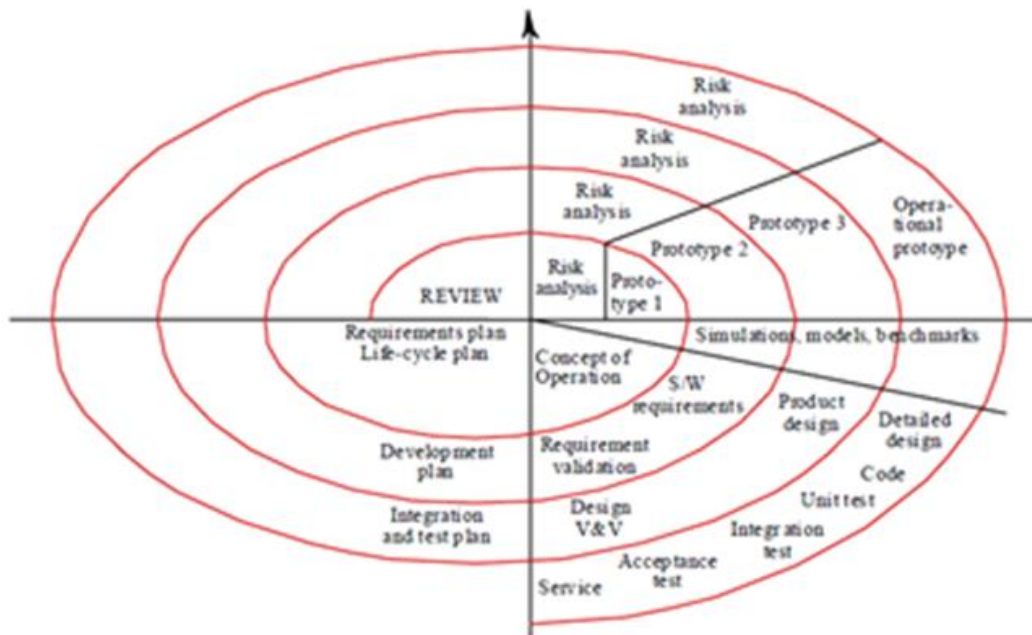 Risk
analysis
Risk
analysis
Risk
analysis
Risk
analysis
Opera-
tional
protoype
Prototype 3
Prototype 2
Proto-
type 1
REVIEW
Requirements plan
Life-cycle plan
Simulations, models, benchmarks
Concept of
Operation
S/W
requirements
Product
design
Detailed
design
Development
plan
Requirement
validation
Code
Unit test
Integration
and test plan
Design
V&V
Integration
test
Acceptance
test
Service